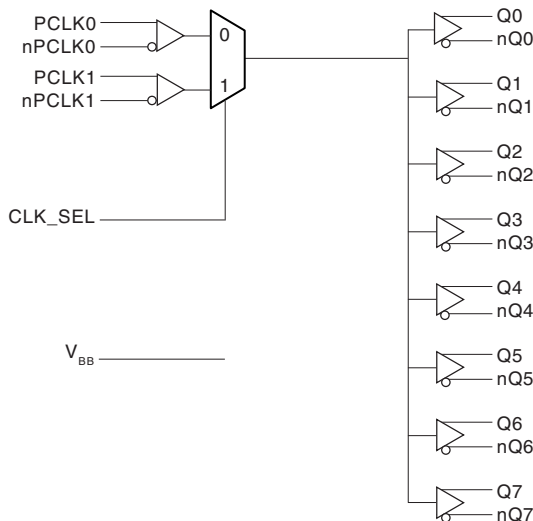 PCLK0
nPCLK0
PCLK1
nPCLK1
0
1
CLK_SEL
VBB
Q0
nQ0
Q1
nQ1
Q2
nQ2
Q3
nQ3
Q4
nQ4
Q5
nQ5
Q6
nQ6
Q7
nQ7